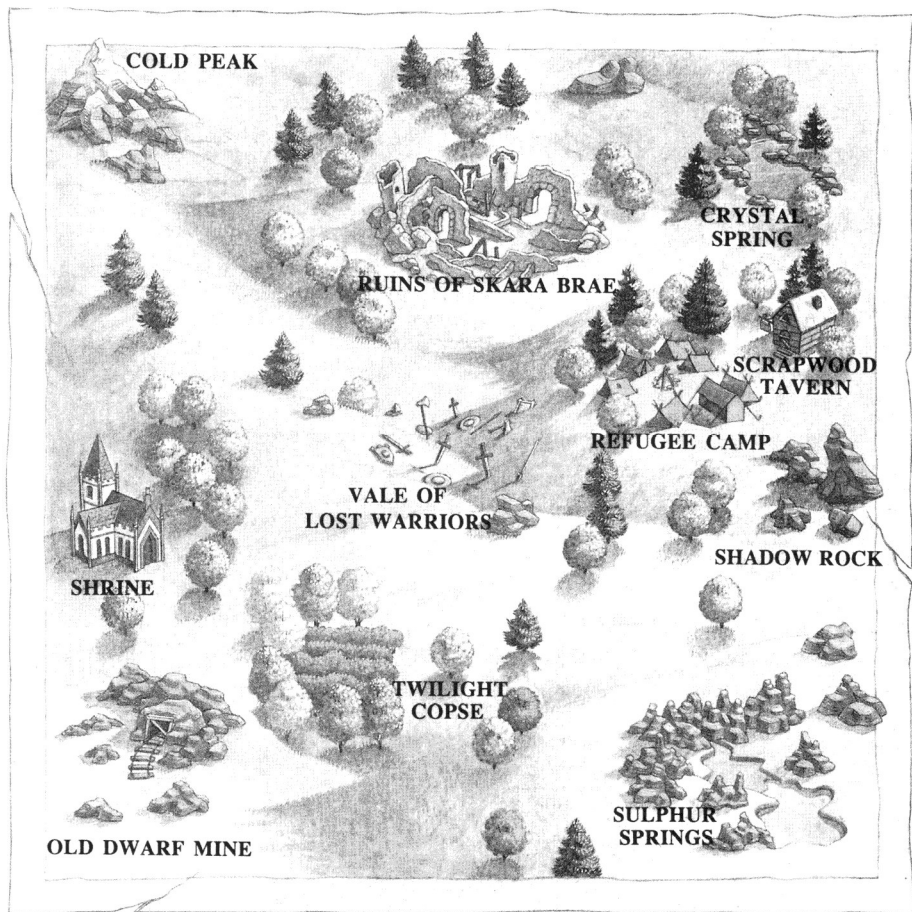 COLD PEAK
CRYSTAL
SPRING
RUINS OF SKARA BRAE
SCRAPWOOD
TAVERN
REFUGEE CAMP
VALE OF
LOST WARRIORS
SHADOW ROCK
SHRINE
TWILIGHT
COPSE
SULPHUR
SPRINGS
OLD DWARF MINE